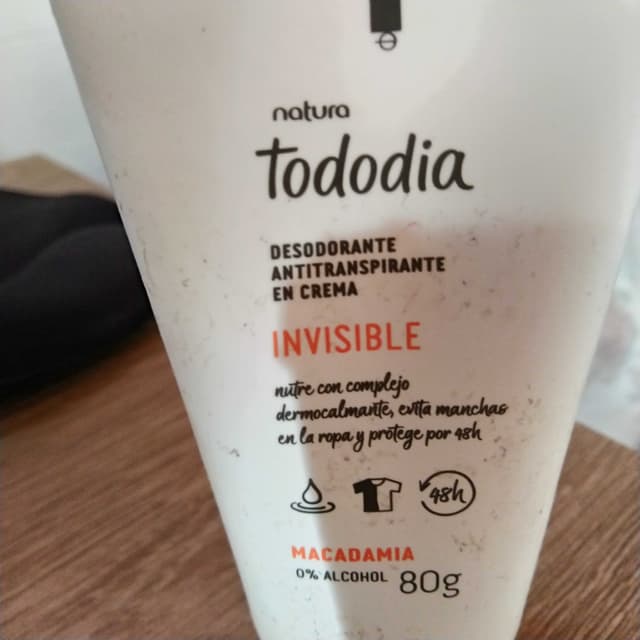 natura
tododia
DESODORANTE
ANTITRANSPIRANTE
EN CREMA
INVISIBLE
nutre con complejo
dermocalmante, evita manchas
en la ropa y protege por 48h
48h
MACADAMIA
0% ALCOHOL 80g